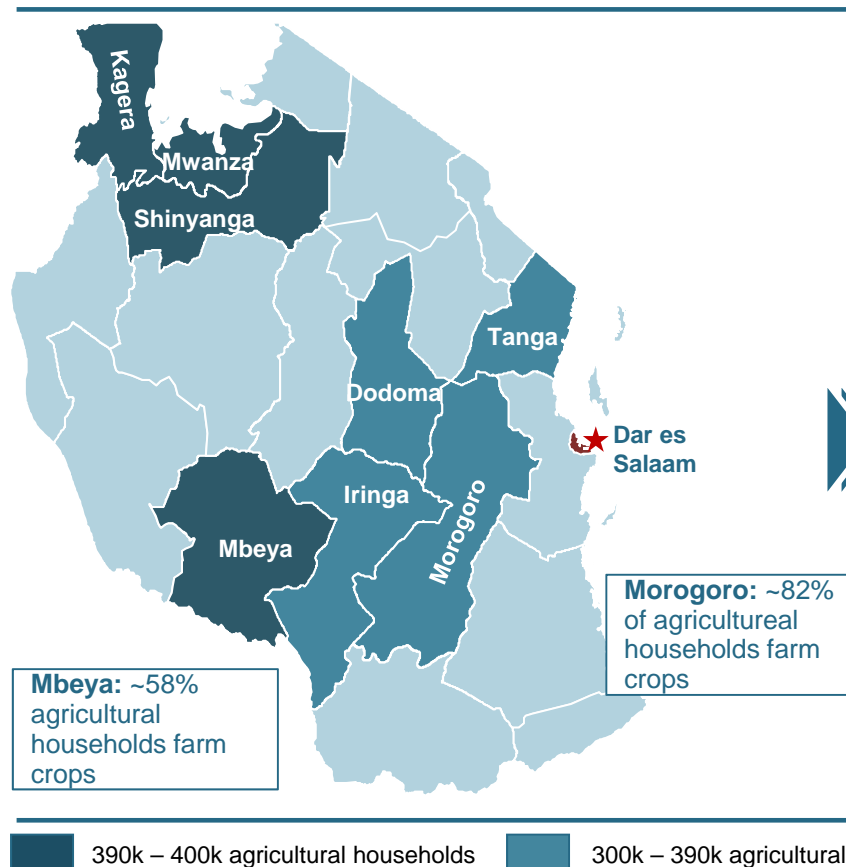 Kagera
Mwanza
Shinyanga
Tanga
Dodoma
Dar es
Salaam
Iringa
Morogoro
Mbeya
Morogoro: ~82%
of agricultureal
households farm
crops
Mbeya: ~58%
agricultural
households farm
crops
390k – 400k agricultural households
300k – 390k agricultural